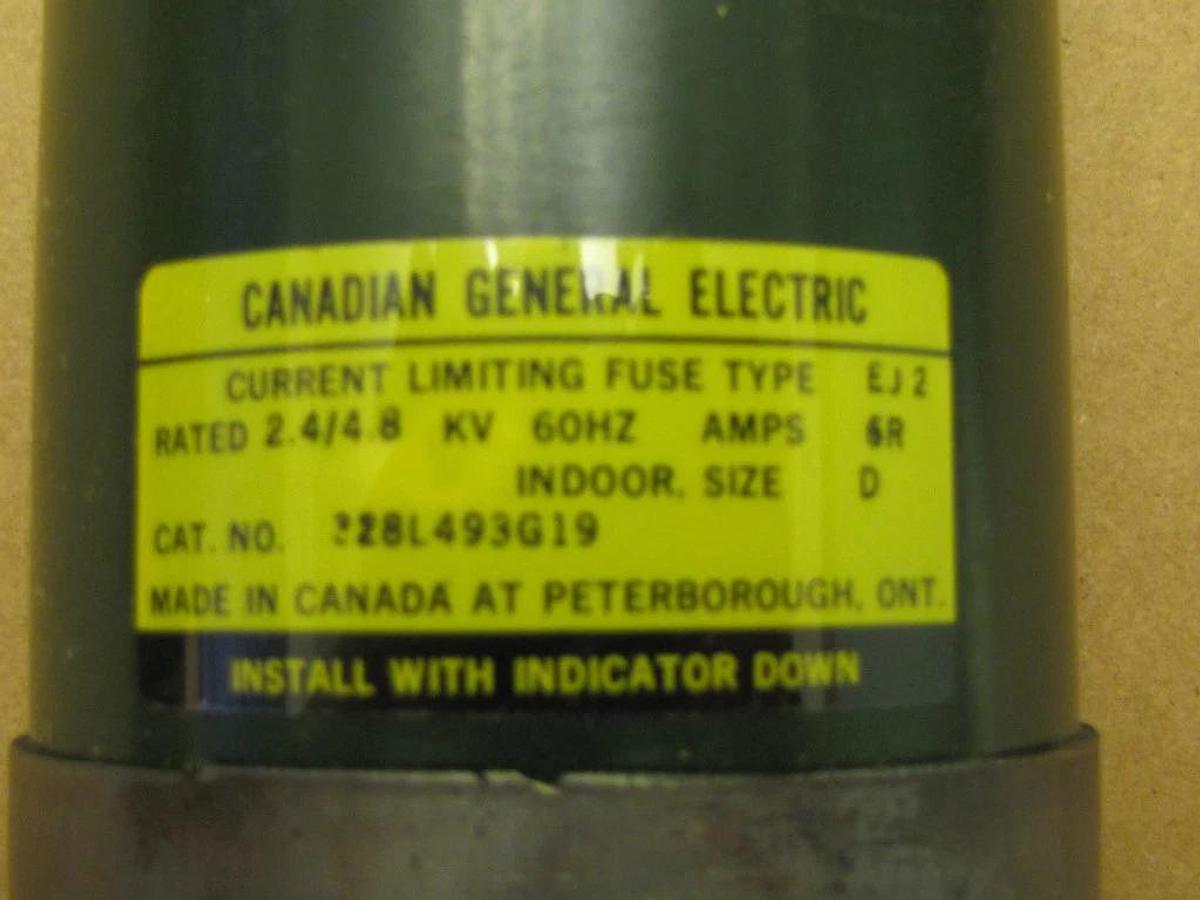 CANADIAN GENERAL ELECTRIC
CURRENT LIMITING FUSE TYPE EJ 2
RATED 2.4/4.8 KV 60HZ AMPS 6R
INDOOR, SIZE D
CAT. NO.
MADE IN CANADA AT PETERBOROUGH, ONT.
INSTALL WITH INDICATOR DOWN